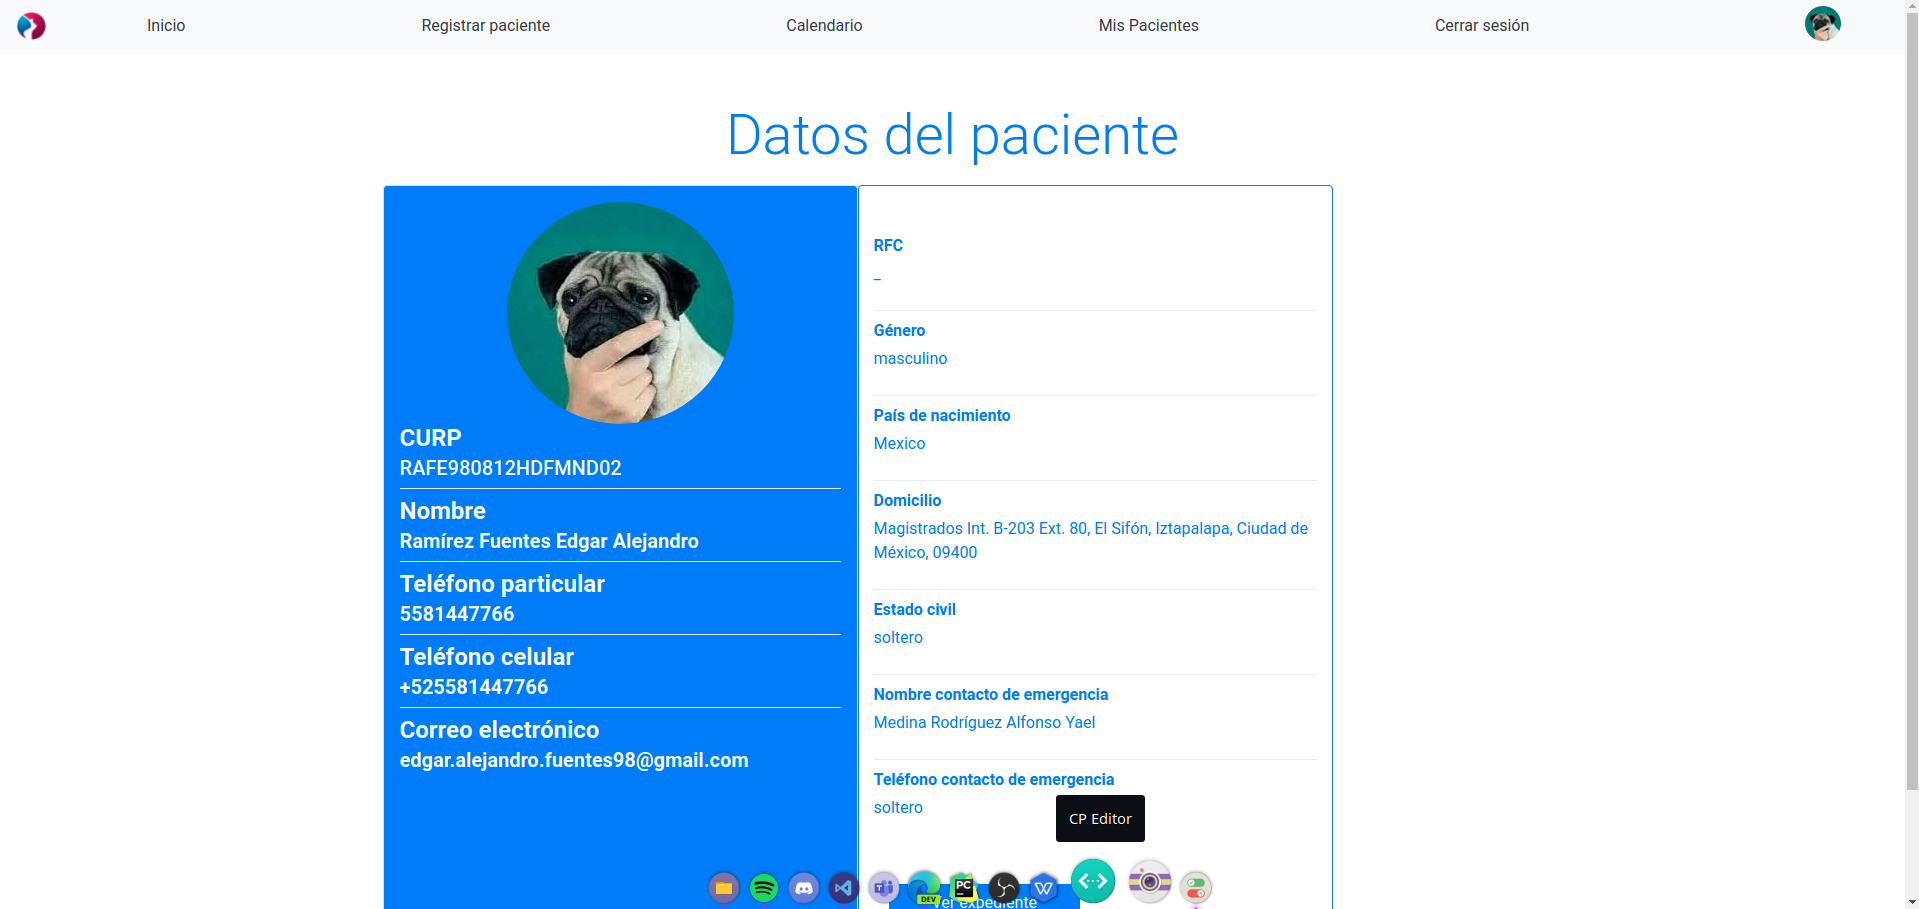 Inicio
Registrar paciente
Calendario
Mis Pacientes
Cerrar sesión
Datos del paciente
CURP
RAFE980812HDFMND02
Nombre
Ramírez Fuentes Edgar Alejandro
Teléfono particular
5581447766
Teléfono celular
+525581447766
Correo electrónico
edgar.alejandro.fuentes98@gmail.com
RFC
–
Género
masculino
País de nacimiento
Mexico
Domicilio
Magistrados Int. B-203 Ext. 80, El Sifón, Iztapalapa, Ciudad de
México, 09400
Estado civil
soltero
Nombre contacto de emergencia
Medina Rodríguez Alfonso Yael
Teléfono contacto de emergencia
soltero
CP Editor
Ver expediente
DEV
PC